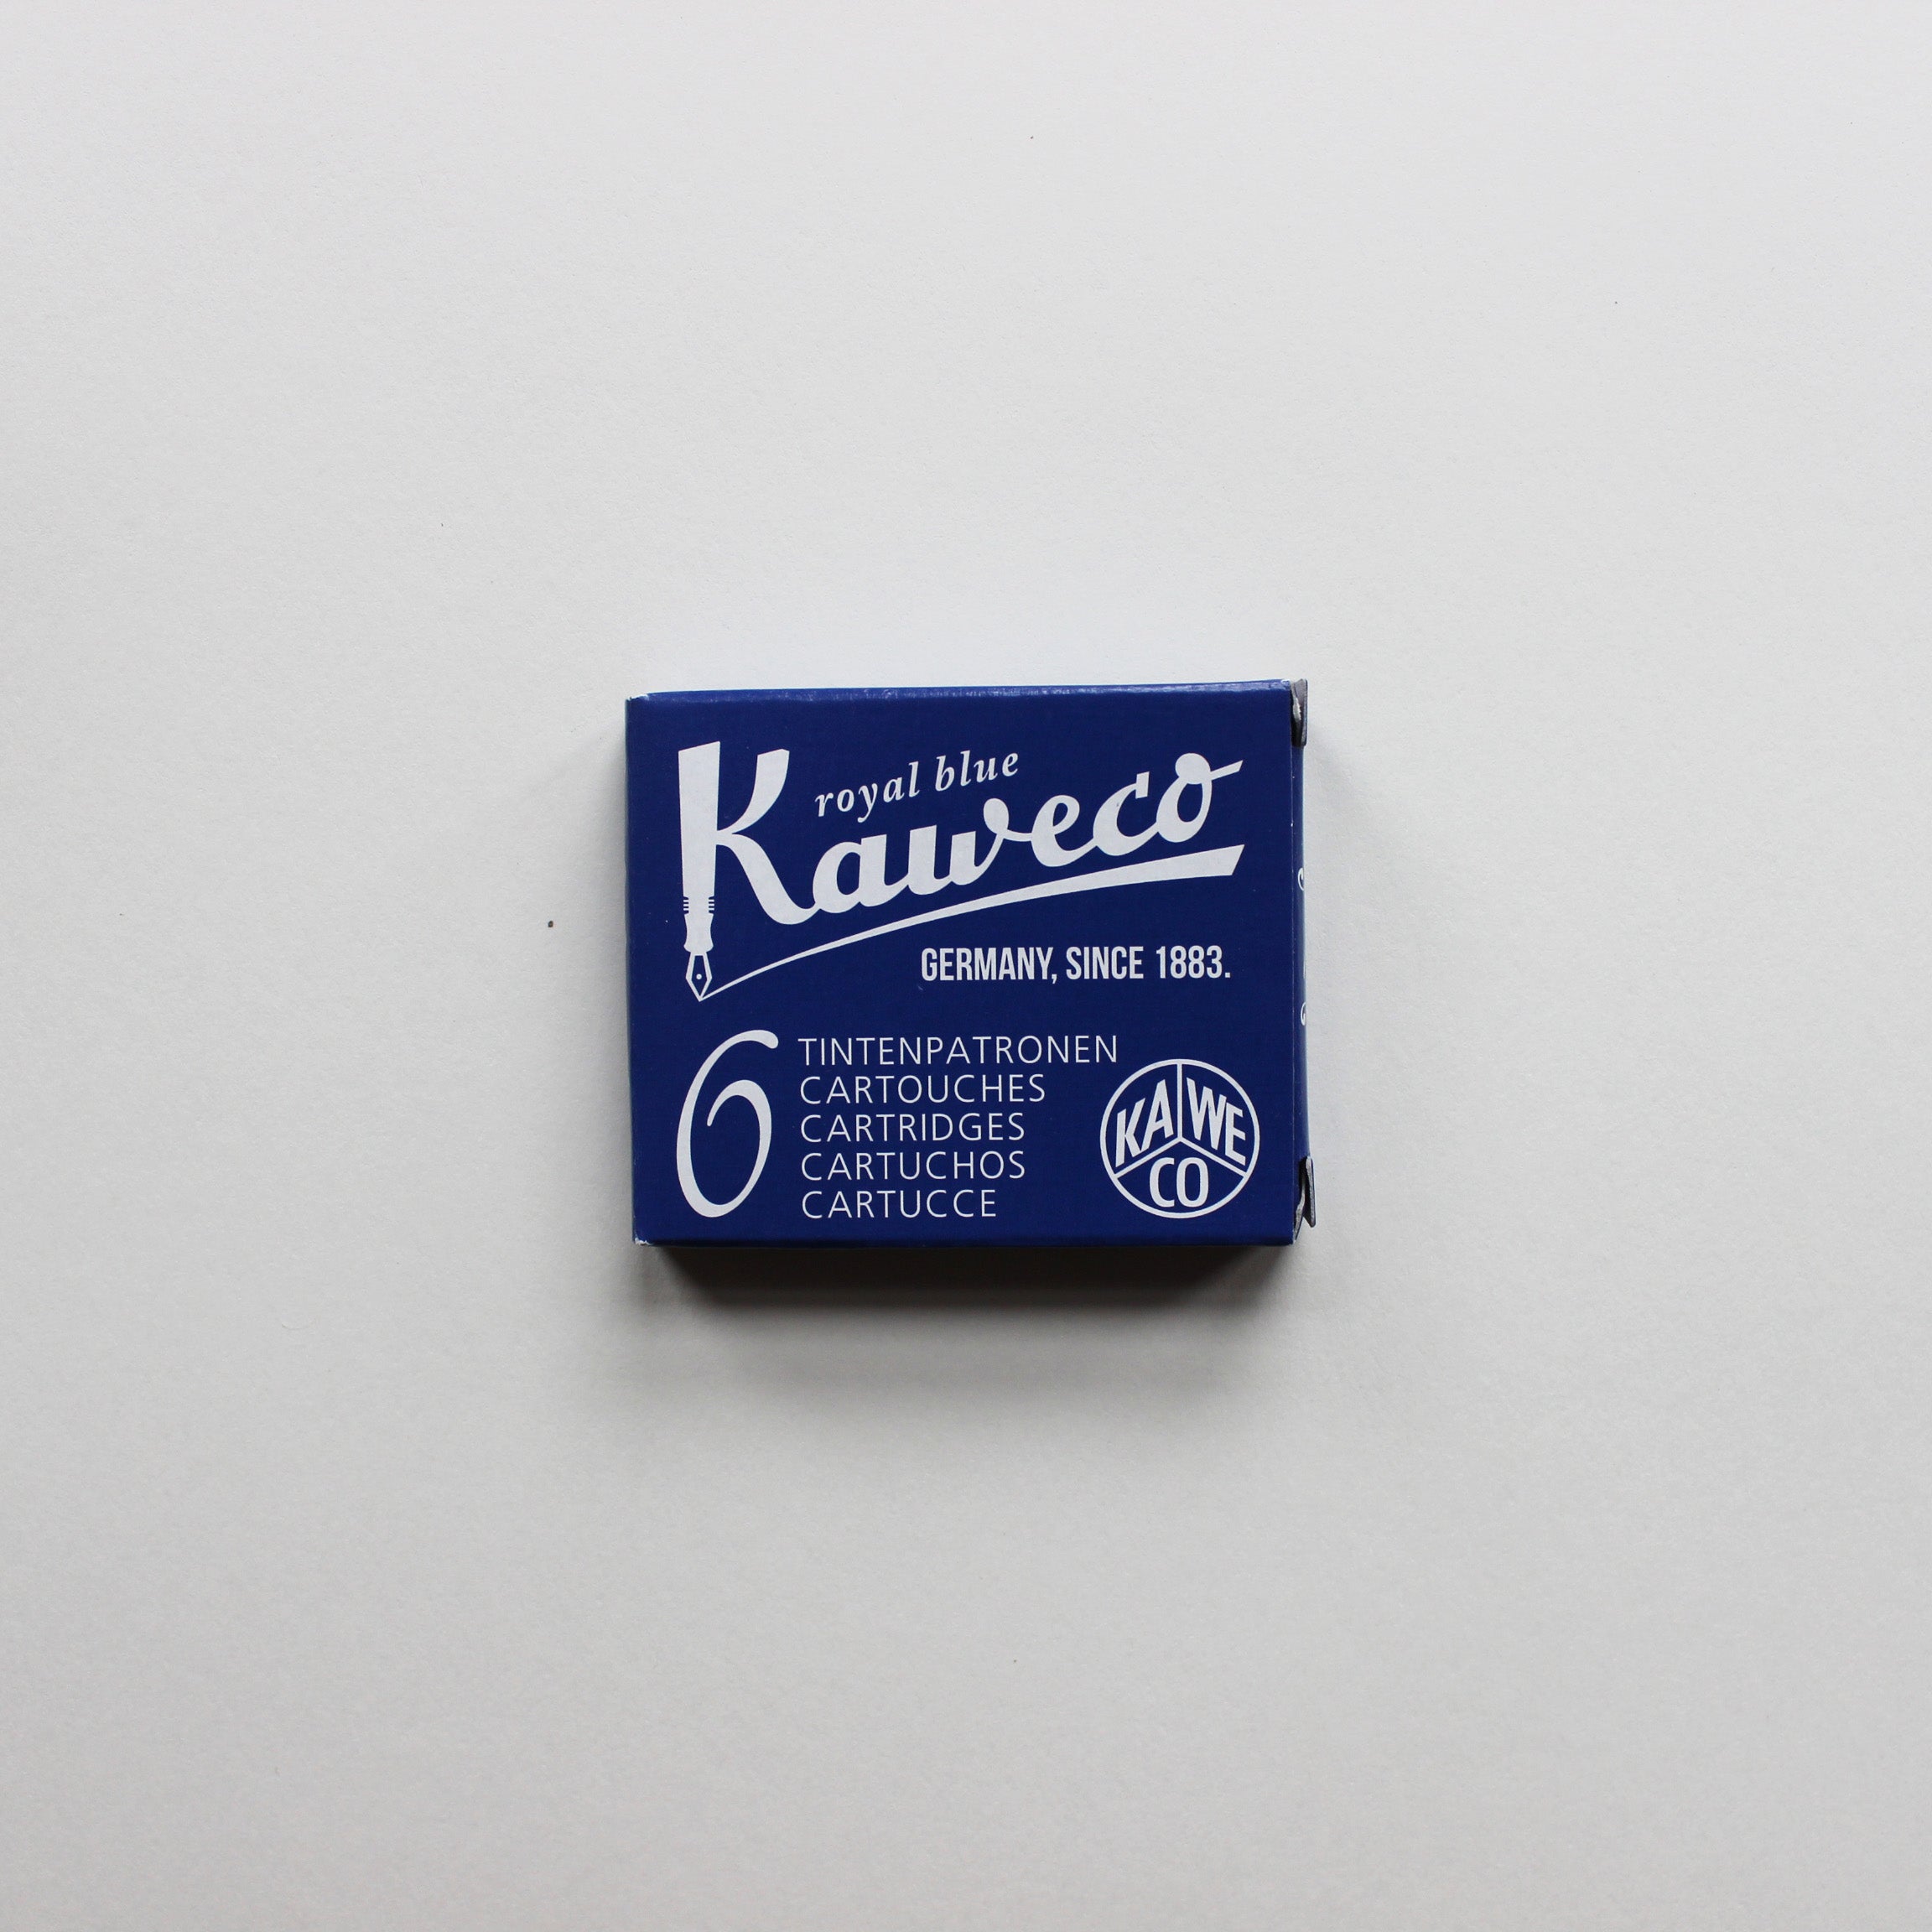 royal blue
Kaweco
GERMANY, SINCE 1883.
6
TINTENPATRONEN
CARTOUCHES
CARTRIDGES
CARTUCHOS
CARTUCCE
KA WE
CO